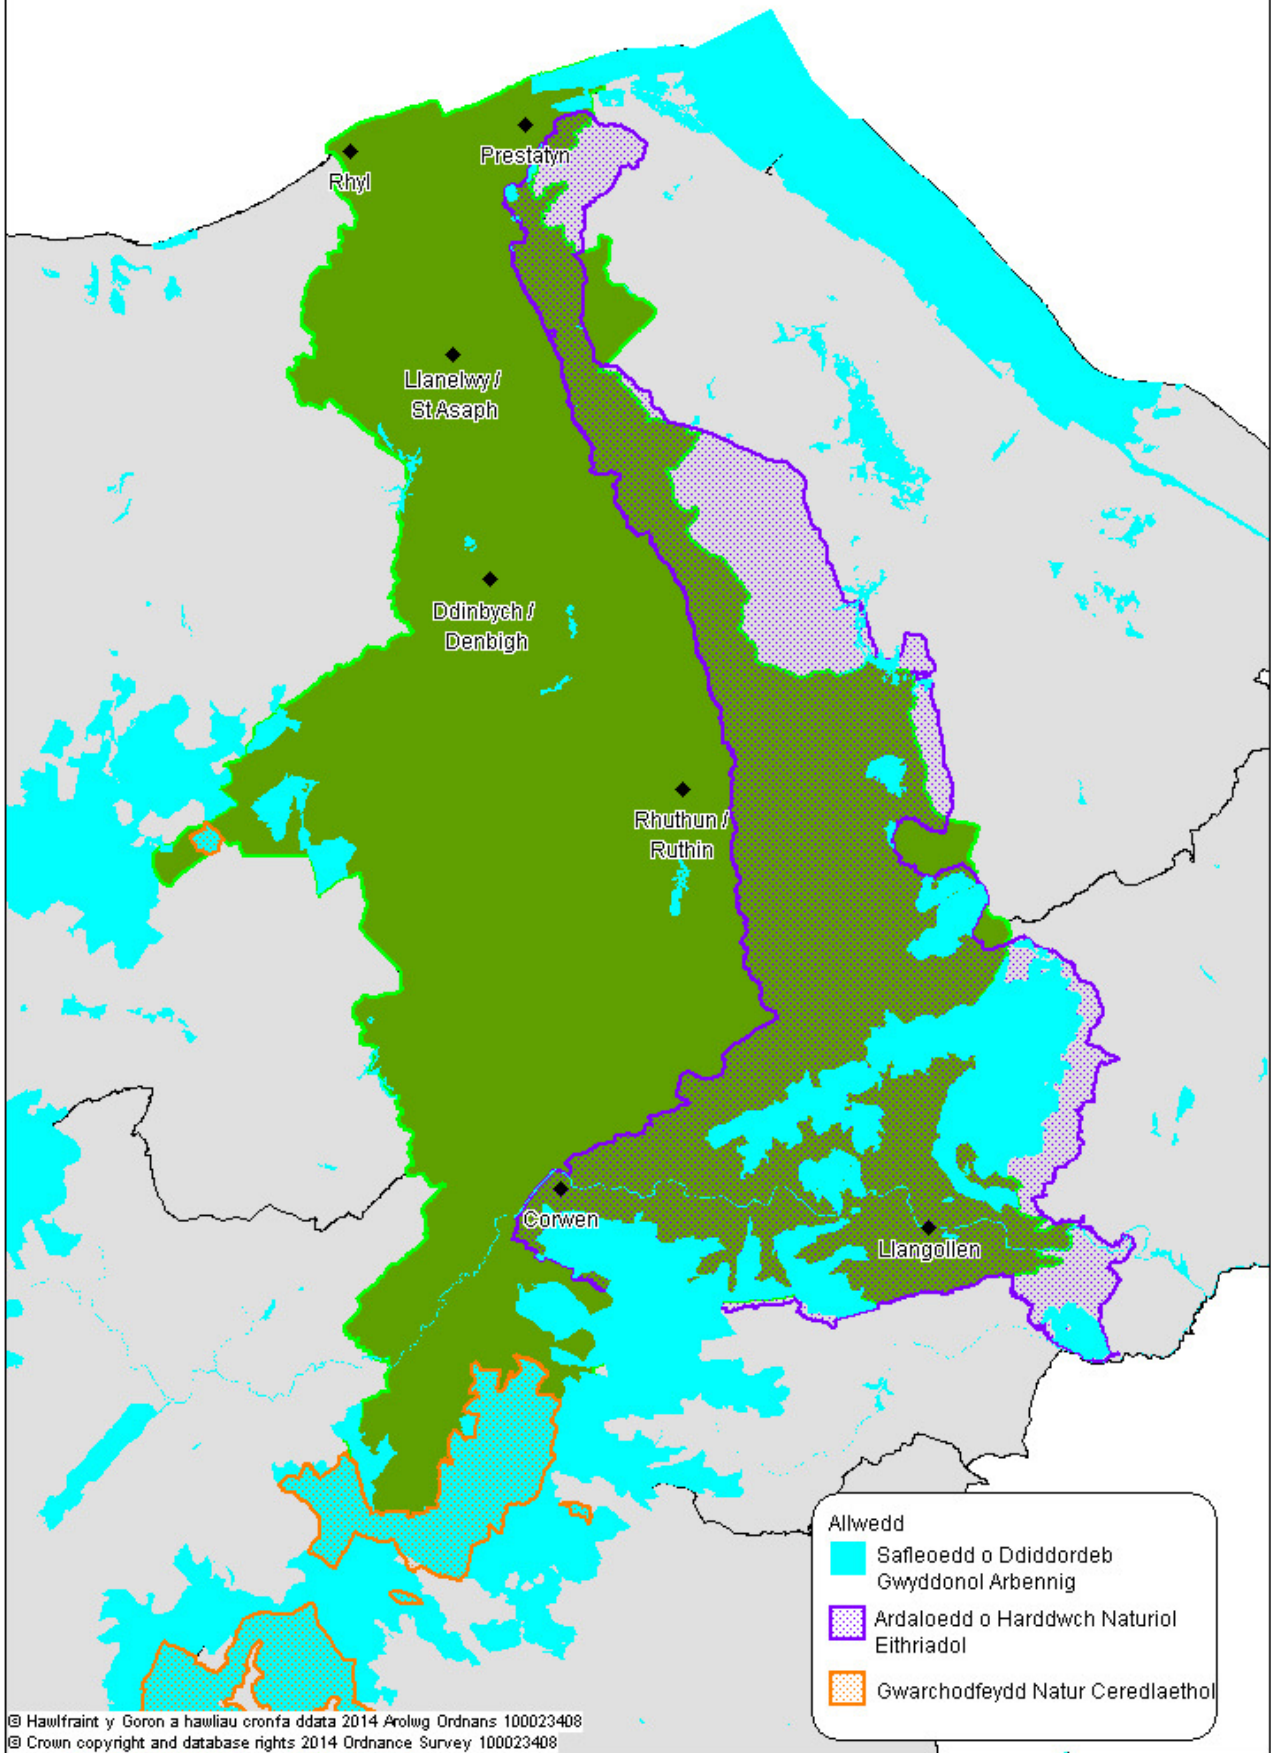 Prestatyn
Rhyl
Llanelwy /
St Asaph
Ddinbych /
Denbigh
Rhuthun /
Ruthin
Corwen
Llangollen
Allwedd
Safleoedd o Ddiddordeb
Gwyddonol Arbennig
Ardaloedd o Harddwch Naturiol
Eithriadol
Gwarchodfeydd Natur Ceredlaethol
© Hawlfraint y Goron a hawliau cronfa ddata 2014 Arolwg Ordnans 100023408
© Crown copyright and database rights 2014 Ordnance Survey 100023408